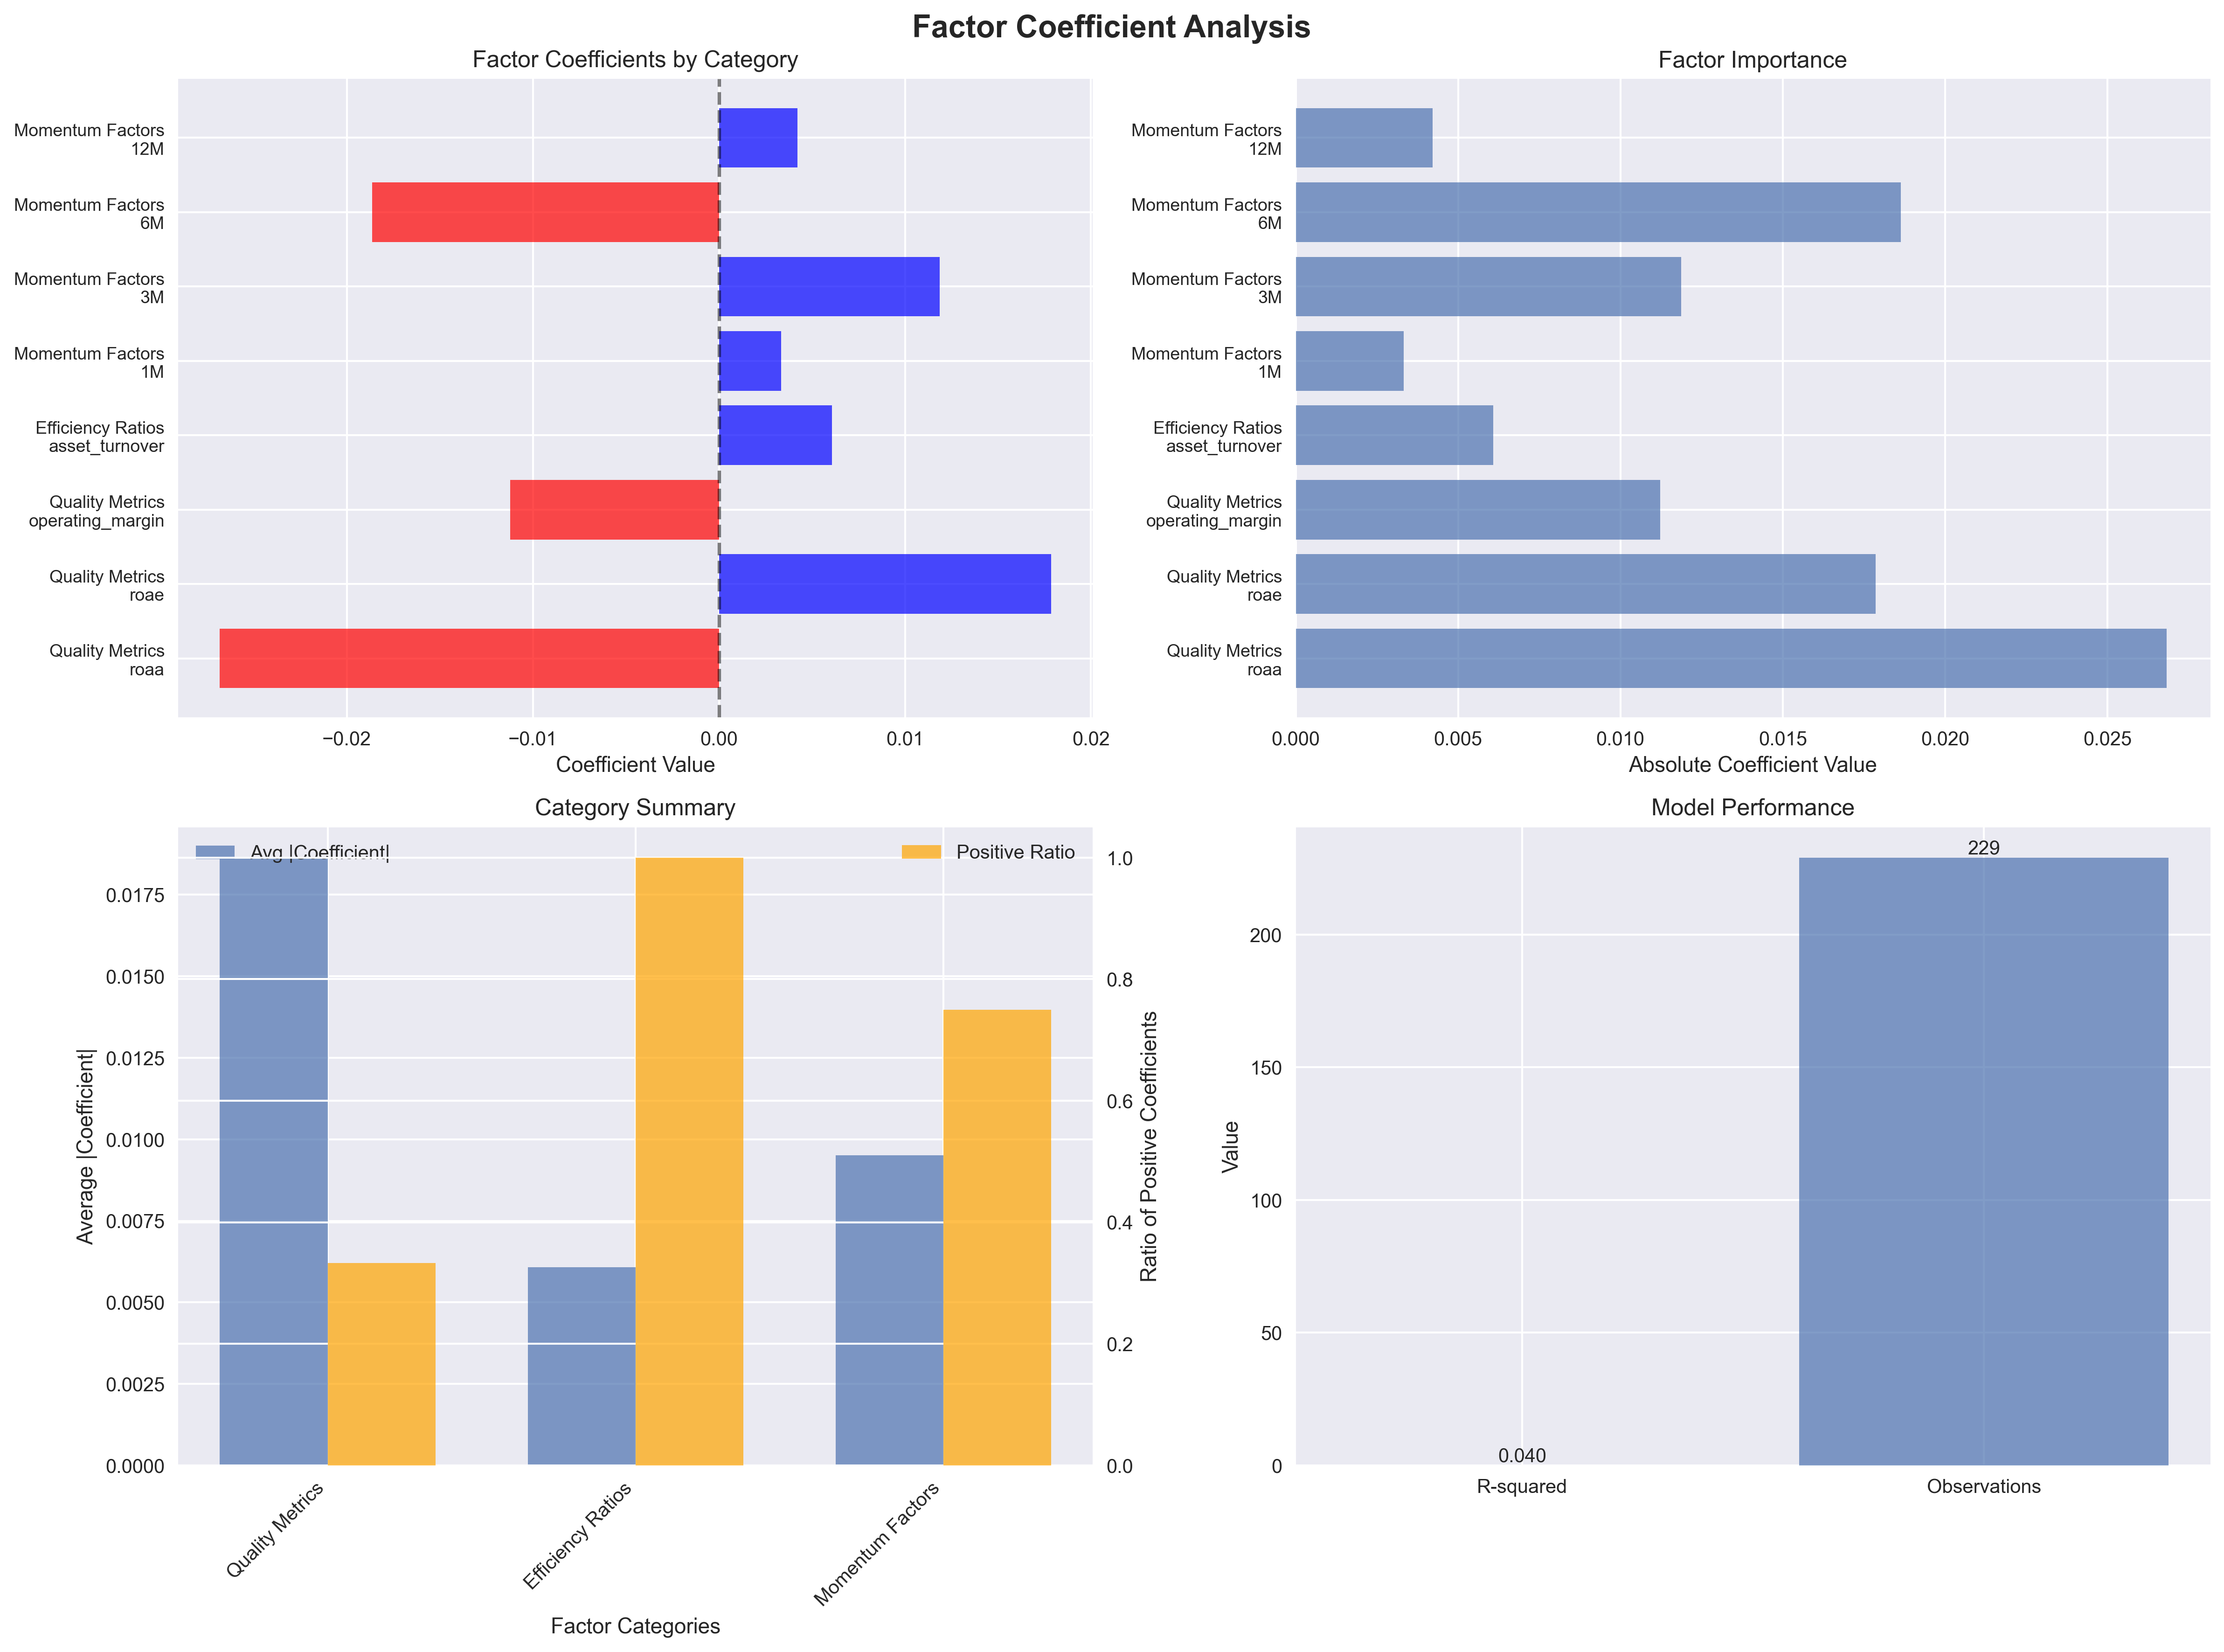 Factor Coefficient Analysis
Factor Coefficients by Category
Momentum Factors
12M
Momentum Factors
6M
Momentum Factors
3M
Momentum Factors
1M
Efficiency Ratios
asset_turnover
Quality Metrics
operating_margin
Quality Metrics
roae
Quality Metrics
roaa
−0.02 −0.01 0.00 0.01 0.02
Coefficient Value
Factor Importance
Momentum Factors
12M
Momentum Factors
6M
Momentum Factors
3M
Momentum Factors
1M
Efficiency Ratios
asset_turnover
Quality Metrics
operating_margin
Quality Metrics
roae
Quality Metrics
roaa
0.000 0.005 0.010 0.015 0.020 0.025
Absolute Coefficient Value
Category Summary
Avg |Coefficient|
Positive Ratio
Average |Coefficient|
0.0175
0.0150
0.0125
0.0100
0.0075
0.0050
0.0025
0.0000
1.0
0.8
0.6
0.4
0.2
0.0
Ratio of Positive Coefficients
Quality Metrics
Efficiency Ratios
Momentum Factors
Factor Categories
Model Performance
Value
200
150
100
50
0
229
0.040
R-squared
Observations